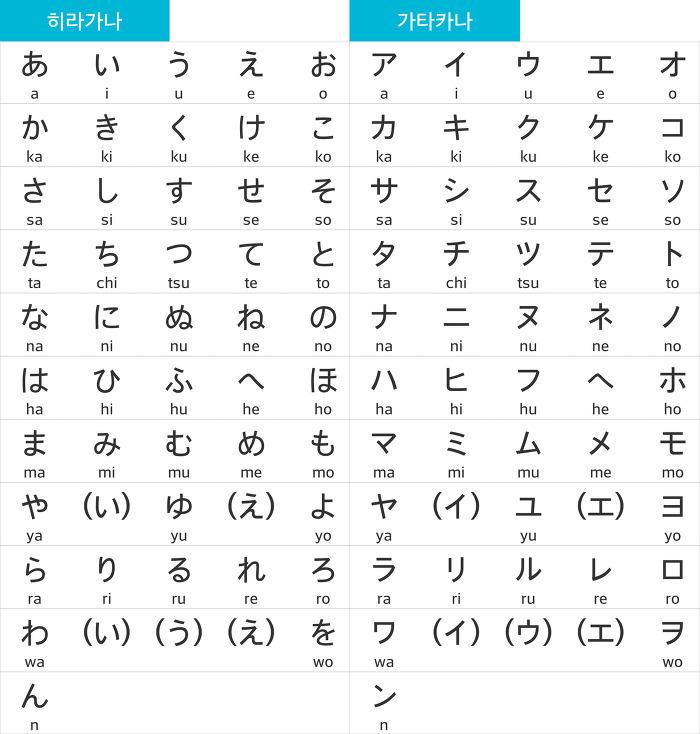 히라가나 가타카나
あ い う え お ア イ ウ エ オ
a i u e o a i u e o
か き く け こ カ キ ク ケ コ
ka ki ku ke ko ka ki ku ke ko
さ し す せ そ サ シ ス セ ソ
sa si su se so sa si su se so
た ち つ て と タ チ ツ テ ト
ta chi tsu te to ta chi tsu te to
な に ぬ ね の ナ ニ ヌ ネ ノ
na ni nu ne no na ni nu ne no
は ひ ふ へ ほ ハ ヒ フ ヘ ホ
ha hi hu he ho ha hi hu he ho
ま み む め も マ ミ ム メ モ
ma mi mu me mo ma mi mu me mo
や (い) ゆ (え) よ ヤ (イ) ユ (エ) ヨ
ya yu yo ya yu yo
ら り る れ ろ ラ リ ル レ ロ
ra ri ru re ro ra ri ru re ro
わ (い) (う) (え) を ワ (イ) (ウ) (エ) ヲ
wa wo wa wo
ん ン
n n